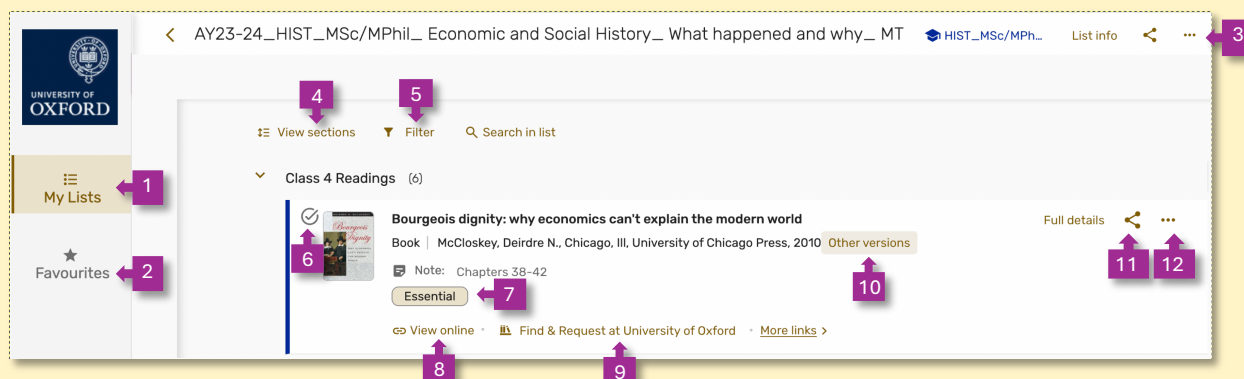 AY23-24_HIST_MSc/MPhil_ Economic and Social History_ What happened and why_ MT HIST_MSc/MPh... List info ... 3
UNIVERSITY OF
OXFORD
4 5
View sections Filter Search in list
1
My Lists
Class 4 Readings (6)
6
Bourgeois Dignity
Bourgeois dignity: why economics can't explain the modern world Full details ...
Book | McCloskey, Deirdre N., Chicago, Ill, University of Chicago Press, 2010 Other versions
2
Favourites
Note: Chapters 38-42
11 12
10
Essential 7
View online • Find & Request at University of Oxford • More links >
8 9